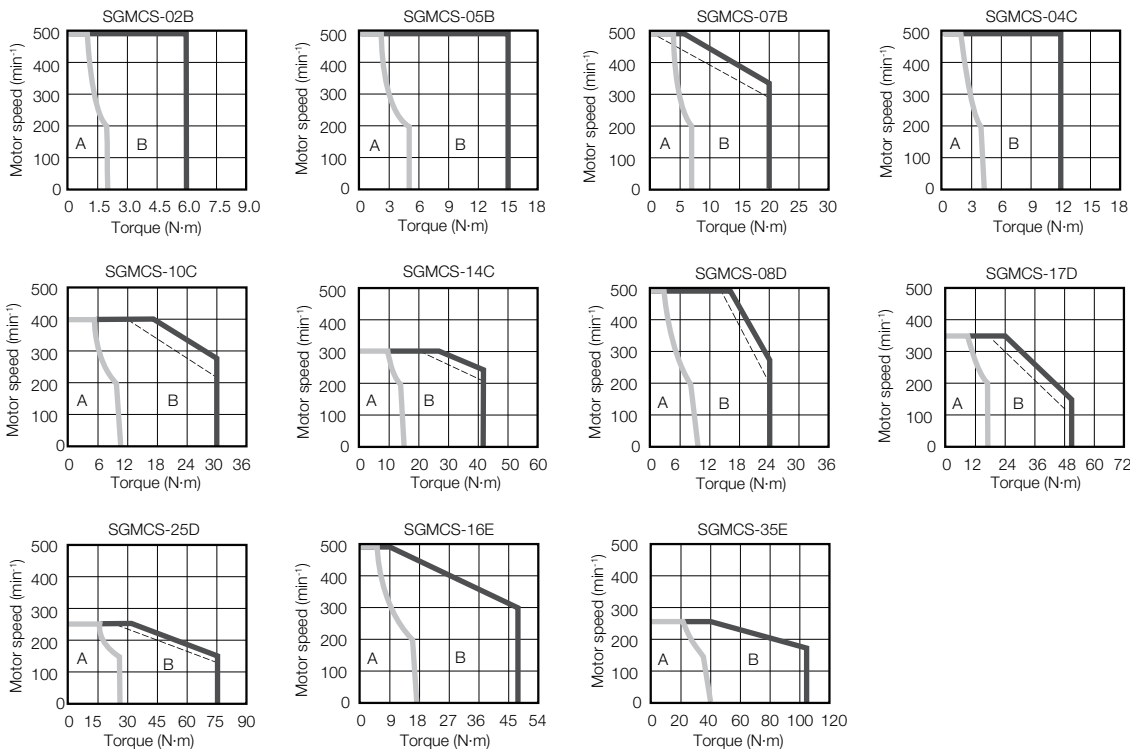 SGMCS-02B
Motor speed (min⁻¹)
500
400
300
200
100
0
A
B
0 1.5 3.0 4.5 6.0 7.5 9.0
Torque (N·m)
SGMCS-05B
Motor speed (min⁻¹)
500
400
300
200
100
0
A
B
0 3 6 9 12 15 18
Torque (N·m)
SGMCS-07B
Motor speed (min⁻¹)
500
400
300
200
100
0
A
B
0 5 10 15 20 25 30
Torque (N·m)
SGMCS-04C
Motor speed (min⁻¹)
500
400
300
200
100
0
A
B
0 3 6 9 12 15 18
Torque (N·m)
SGMCS-10C
Motor speed (min⁻¹)
500
400
300
200
100
0
A
B
0 6 12 18 24 30 36
Torque (N·m)
SGMCS-14C
Motor speed (min⁻¹)
500
400
300
200
100
0
A
B
0 10 20 30 40 50 60
Torque (N·m)
SGMCS-08D
Motor speed (min⁻¹)
500
400
300
200
100
0
A
B
0 6 12 18 24 30 36
Torque (N·m)
SGMCS-17D
Motor speed (min⁻¹)
500
400
300
200
100
0
A
B
0 12 24 36 48 60 72
Torque (N·m)
SGMCS-25D
Motor speed (min⁻¹)
500
400
300
200
100
0
A
B
0 15 30 45 60 75 90
Torque (N·m)
SGMCS-16E
Motor speed (min⁻¹)
500
400
300
200
100
0
A
B
0 9 18 27 36 45 54
Torque (N·m)
SGMCS-35E
Motor speed (min⁻¹)
500
400
300
200
100
0
A
B
0 20 40 60 80 100 120
Torque (N·m)